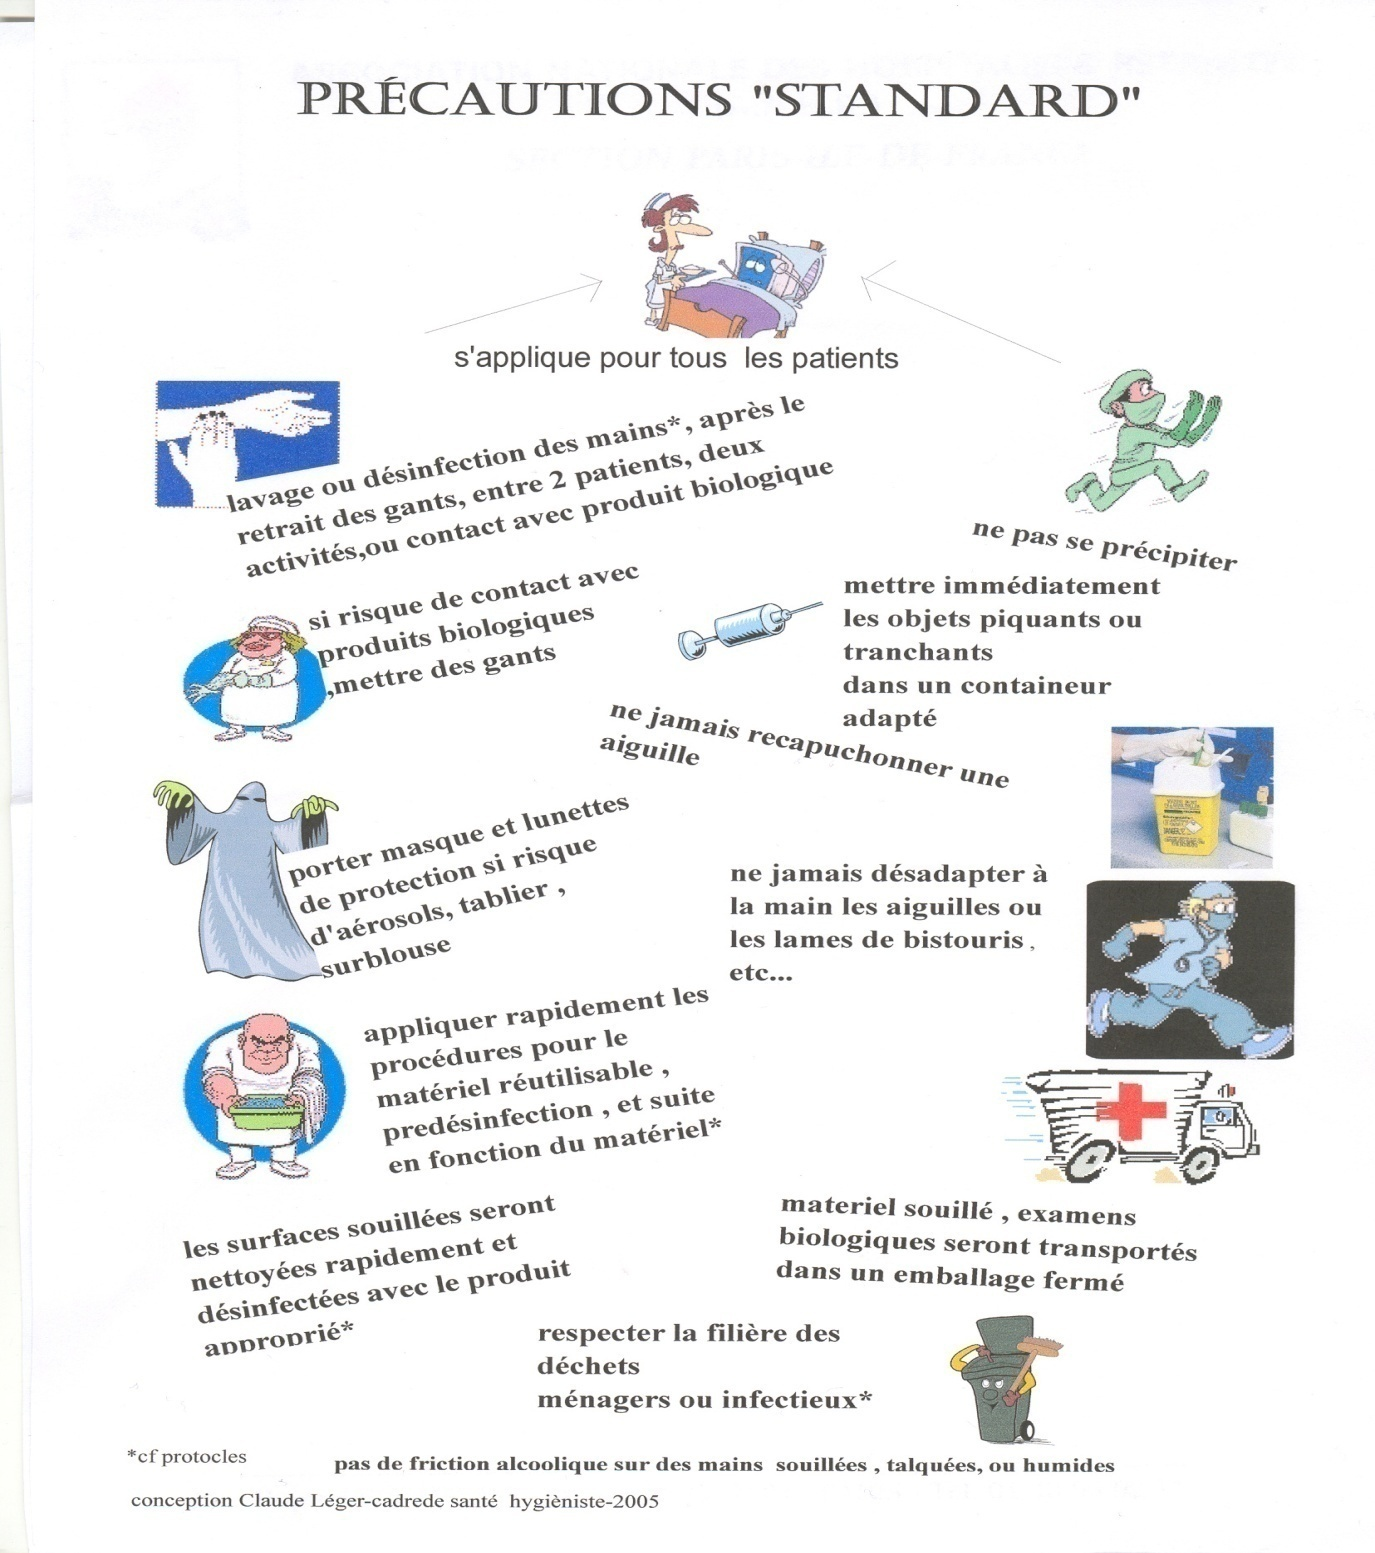 PRÉCAUTIONS "STANDARD"
s'applique pour tous les patients
lavage ou désinfection des mains*, après le
retrait des gants, entre 2 patients, deux
activités,ou contact avec produit biologique
ne pas se précipiter
si risque de contact avec
produits biologiques
,mettre des gants
mettre immédiatement
les objets piquants ou
tranchants
dans un containeur
adapté
ne jamais recapuchonner une
aiguille
porter masque et lunettes
de protection si risque
d'aérosols, tablier ,
surblouse
ne jamais désadapter à
la main les aiguilles ou
les lames de bistouris ,
etc...
appliquer rapidement les
procédures pour le
matériel réutilisable ,
predésinfection , et suite
en fonction du matériel*
les surfaces souillées seront
nettoyées rapidement et
désinfectées avec le produit
approprié*
materiel souillé , examens
biologiques seront transportés
dans un emballage fermé
respecter la filière des
déchets
ménagers ou infectieux*
*cf protocles
pas de friction alcoolique sur des mains souillées , talquées, ou humides
conception Claude Léger-cadrede santé hygièniste-2005